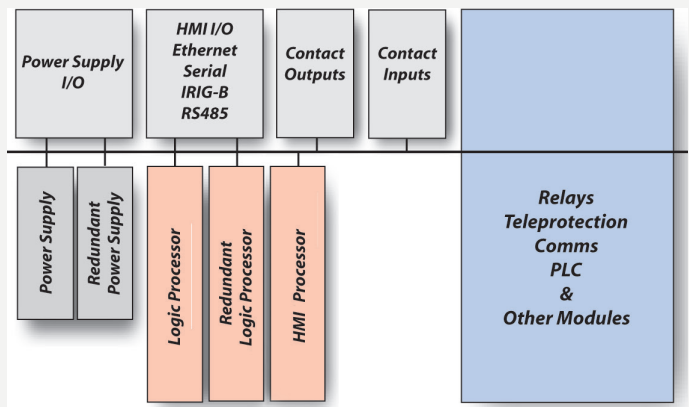 Power Supply
I/O
HMI I/O
Ethernet
Serial
IRIG-B
RS485
Contact
Outputs
Contact
Inputs
Power Supply
Redundant
Power Supply
Logic Processor
Redundant
Logic Processor
HMI Processor
Relays
Teleprotection
Comms
PLC
&
Other Modules